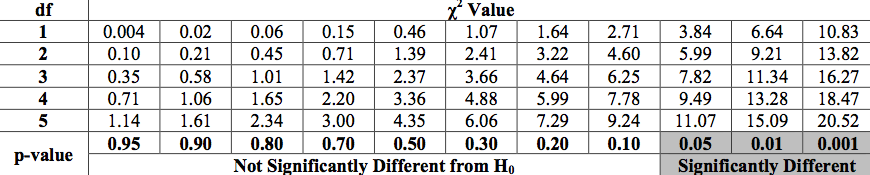 df χ² Value
1 0.004 0.02 0.06 0.15 0.46 1.07 1.64 2.71 3.84 6.64 10.83
2 0.10 0.21 0.45 0.71 1.39 2.41 3.22 4.60 5.99 9.21 13.82
3 0.35 0.58 1.01 1.42 2.37 3.66 4.64 6.25 7.82 11.34 16.27
4 0.71 1.06 1.65 2.20 3.36 4.88 5.99 7.78 9.49 13.28 18.47
5 1.14 1.61 2.34 3.00 4.35 6.06 7.29 9.24 11.07 15.09 20.52
p-value 0.95 0.90 0.80 0.70 0.50 0.30 0.20 0.10 0.05 0.01 0.001
Not Significantly Different from H₀ Significantly Different